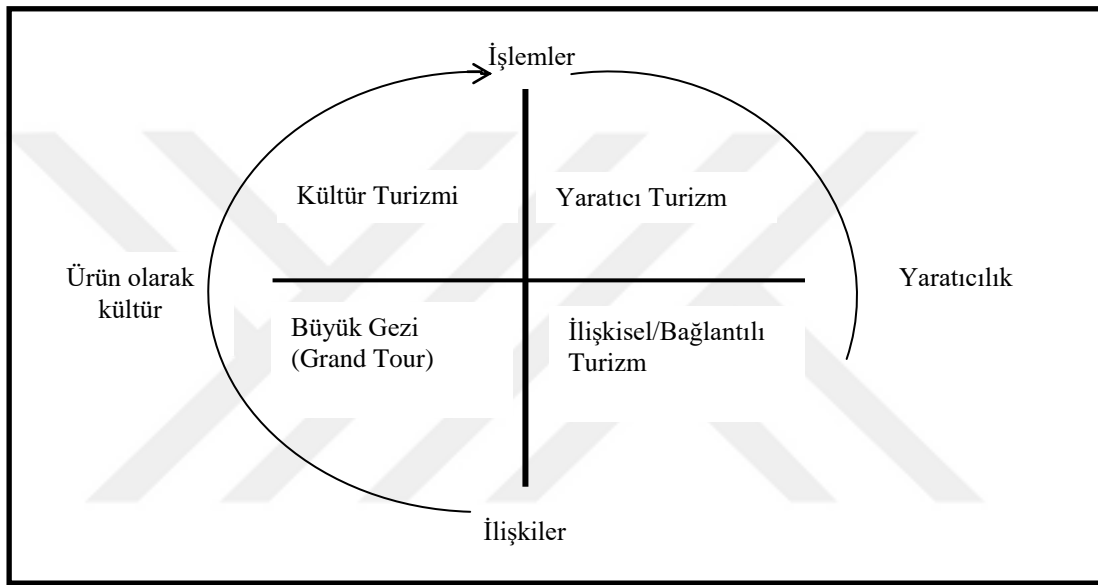 İşlemler
Kültür Turizmi
Yaratıcı Turizm
Ürün olarak
kültür
Yaratıcılık
Büyük Gezi
(Grand Tour)
İlişkisel/Bağlantılı
Turizm
İlişkiler